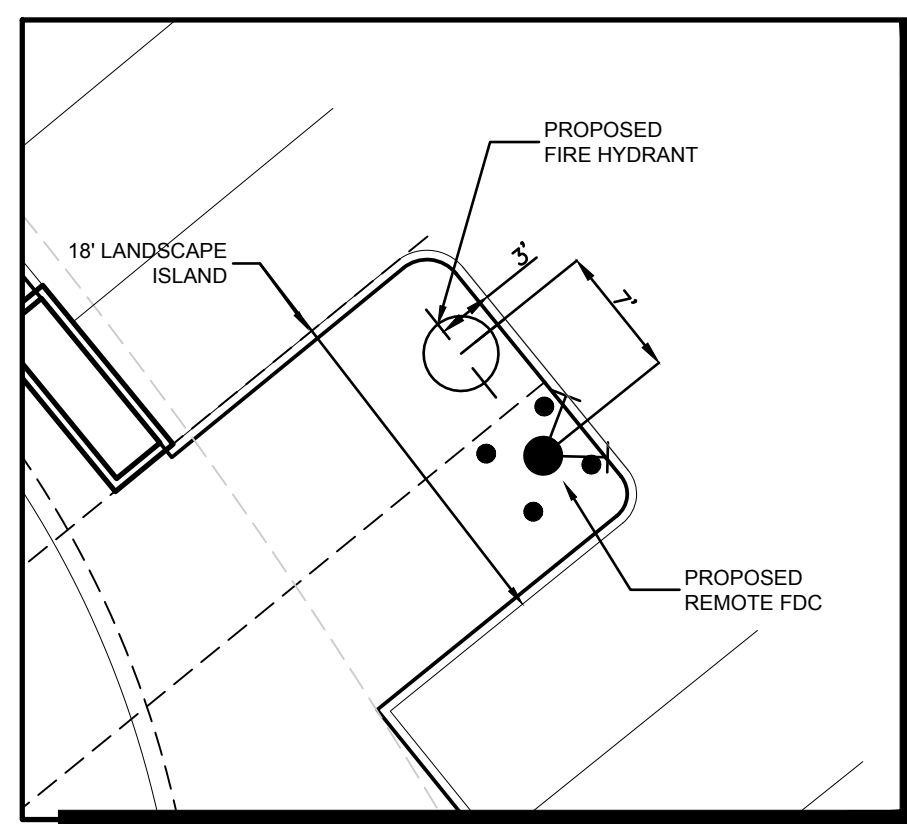 PROPOSED
FIRE HYDRANT
18' LANDSCAPE
ISLAND
3'
7'
PROPOSED
REMOTE FDC